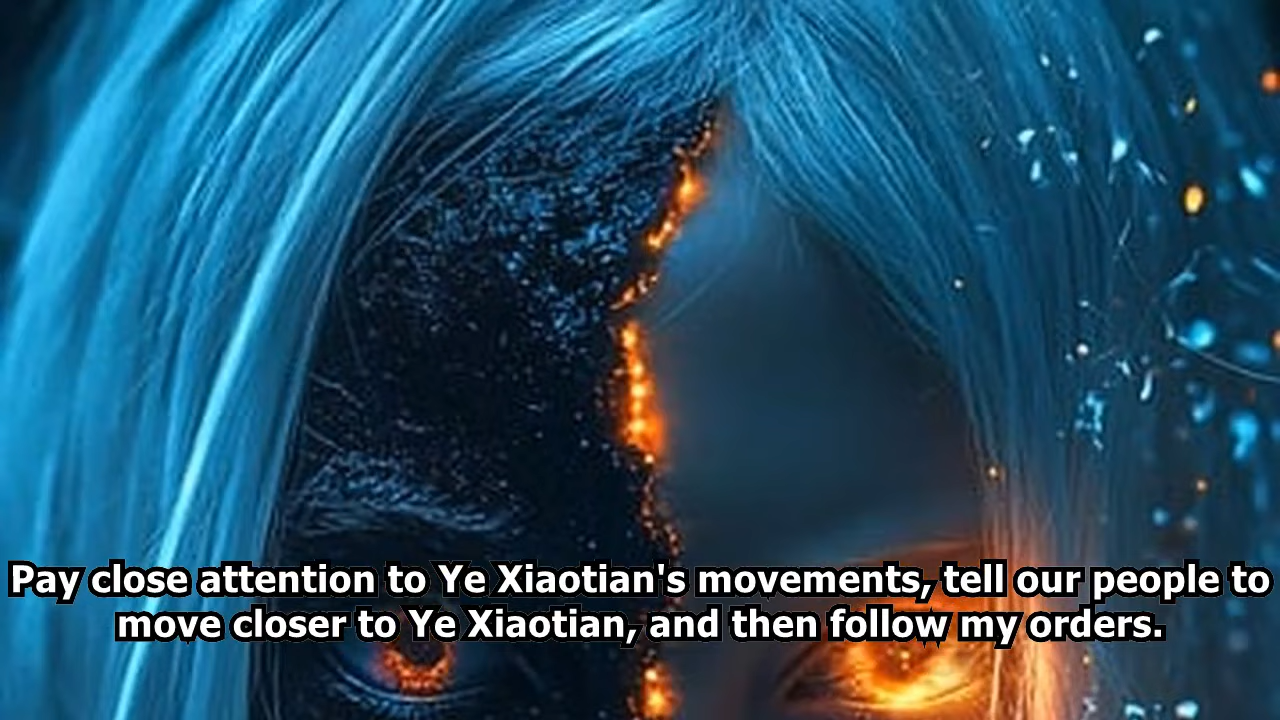 Pay close attention to Ye Xiaotian's movements, tell our people to
move closer to Ye Xiaotian, and then follow my orders.